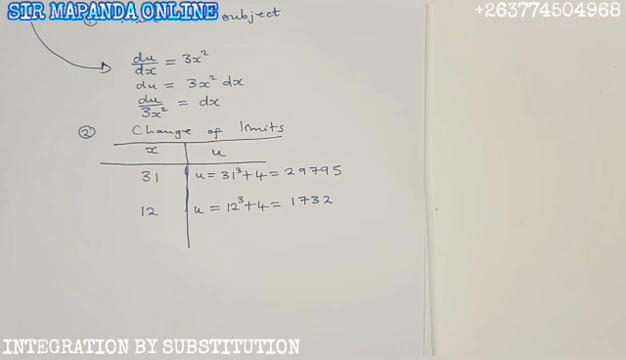 SIR MAPANDA ONLINE
+263774504968
subject
du/dx = 3x²
du = 3x² dx
du/3x² = dx
② Change of limits
x u
31 u = 31³+4 = 29795
12 u = 12³+4 = 1732
INTEGRATION BY SUBSTITUTION